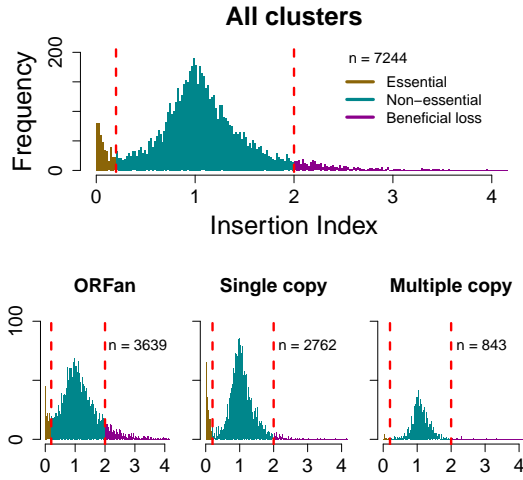 All clusters
200
100
0
Frequency
n = 7244
Essential
Non-essential
Beneficial loss
0 1 2 3 4
Insertion Index
ORFan Single copy Multiple copy
100
0
n = 3639 n = 2762 n = 843
0 1 2 3 4 0 1 2 3 4 0 1 2 3 4